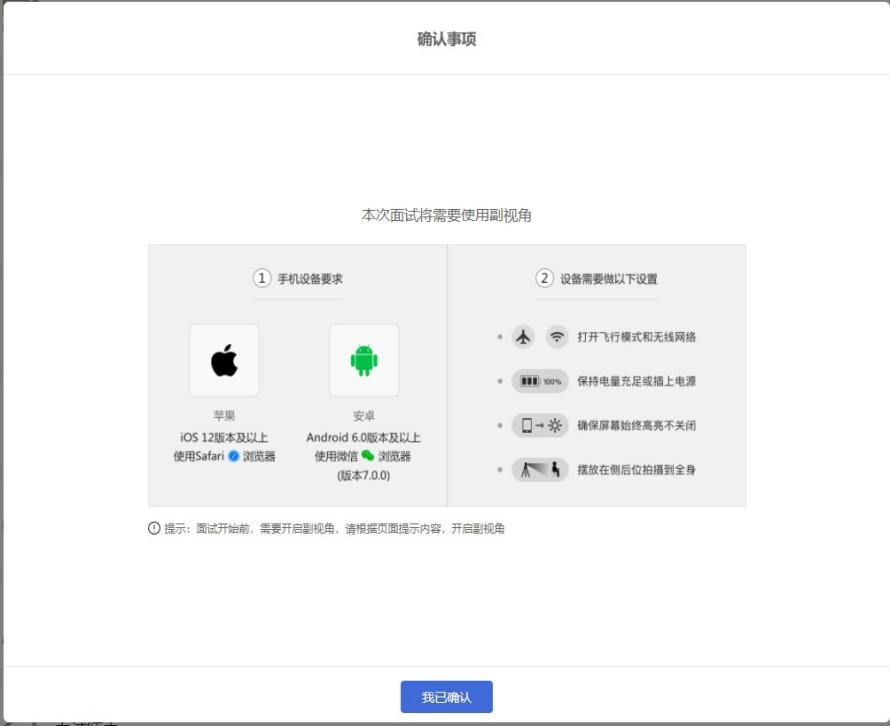 确认事项
本次面试将需要使用副视角
1 手机设备要求
苹果
iOS 12版本及以上
使用Safari 浏览器
安卓
Android 6.0版本及以上
使用微信 浏览器
(版本7.0.0)
2 设备需要做以下设置
打开飞行模式和无线网络
100% 保持电量充足或插上电源
确保屏幕始终高亮不关闭
摆放在侧后位拍摄到全身
提示：面试开始前，需要开启副视角，请根据页面提示内容，开启副视角
我已确认